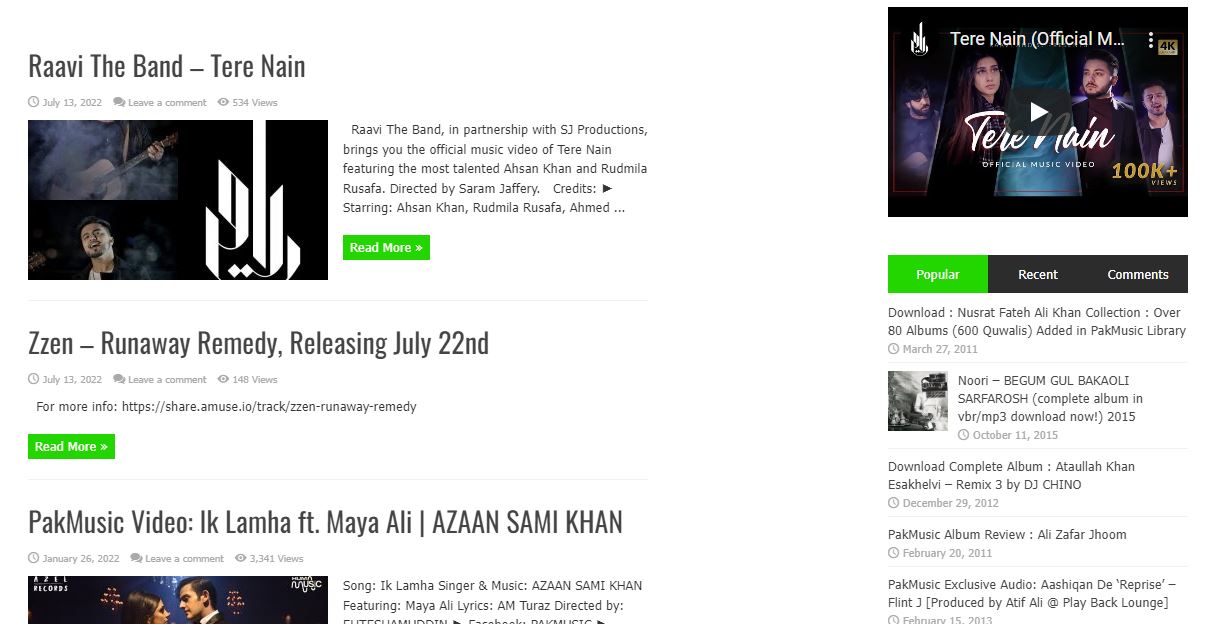 Raavi The Band – Tere Nain
July 13, 2022 Leave a comment 534 Views
Raavi The Band, in partnership with SJ Productions,
brings you the official music video of Tere Nain
featuring the most talented Ahsan Khan and Rudmila
Rusafa. Directed by Saram Jaffery. Credits: ►
Starring: Ahsan Khan, Rudmila Rusafa, Ahmed ...
Read More »
Zzen – Runaway Remedy, Releasing July 22nd
July 13, 2022 Leave a comment 148 Views
For more info: https://share.amuse.io/track/zzen-runaway-remedy
Read More »
PakMusic Video: Ik Lamha ft. Maya Ali | AZAAN SAMI KHAN
January 26, 2022 Leave a comment 3,341 Views
AZEL
RECORDS
MUSIC
Song: Ik Lamha Singer & Music: AZAAN SAMI KHAN
Featuring: Maya Ali Lyrics: AM Turaz Directed by:
EHTESHAMUDDIN ► Facebook: PAKMUSIC ►
Tere Nain (Official M...
4K
Tere Nain
OFFICIAL MUSIC VIDEO
100K+
VIEWS
Popular Recent Comments
Download : Nusrat Fateh Ali Khan Collection : Over
80 Albums (600 Quwalis) Added in PakMusic Library
March 27, 2011
Noori – BEGUM GUL BAKAOLI
SARFAROSH (complete album in
vbr/mp3 download now!) 2015
October 11, 2015
Download Complete Album : Ataullah Khan
Esakhelvi – Remix 3 by DJ CHINO
December 29, 2012
PakMusic Album Review : Ali Zafar Jhoom
February 20, 2011
PakMusic Exclusive Audio: Aashiqan De ‘Reprise’ –
Flint J [Produced by Atif Ali @ Play Back Lounge]
February 15, 2013